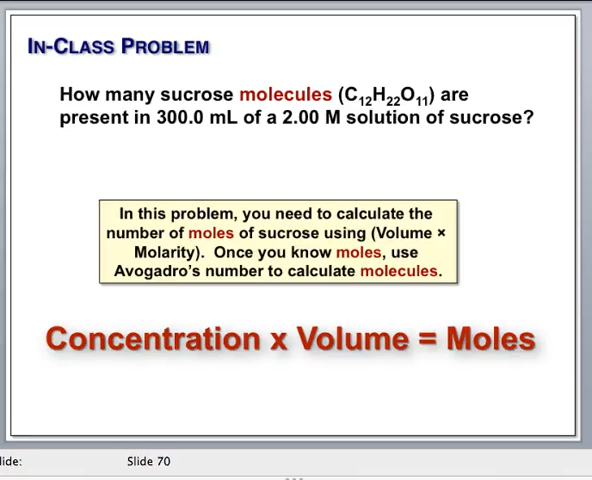 IN-CLASS PROBLEM
How many sucrose molecules (C₁₂H₂₂O₁₁) are
present in 300.0 mL of a 2.00 M solution of sucrose?
In this problem, you need to calculate the
number of moles of sucrose using (Volume ×
Molarity). Once you know moles, use
Avogadro's number to calculate molecules.
Concentration x Volume = Moles
lide:
Slide 70